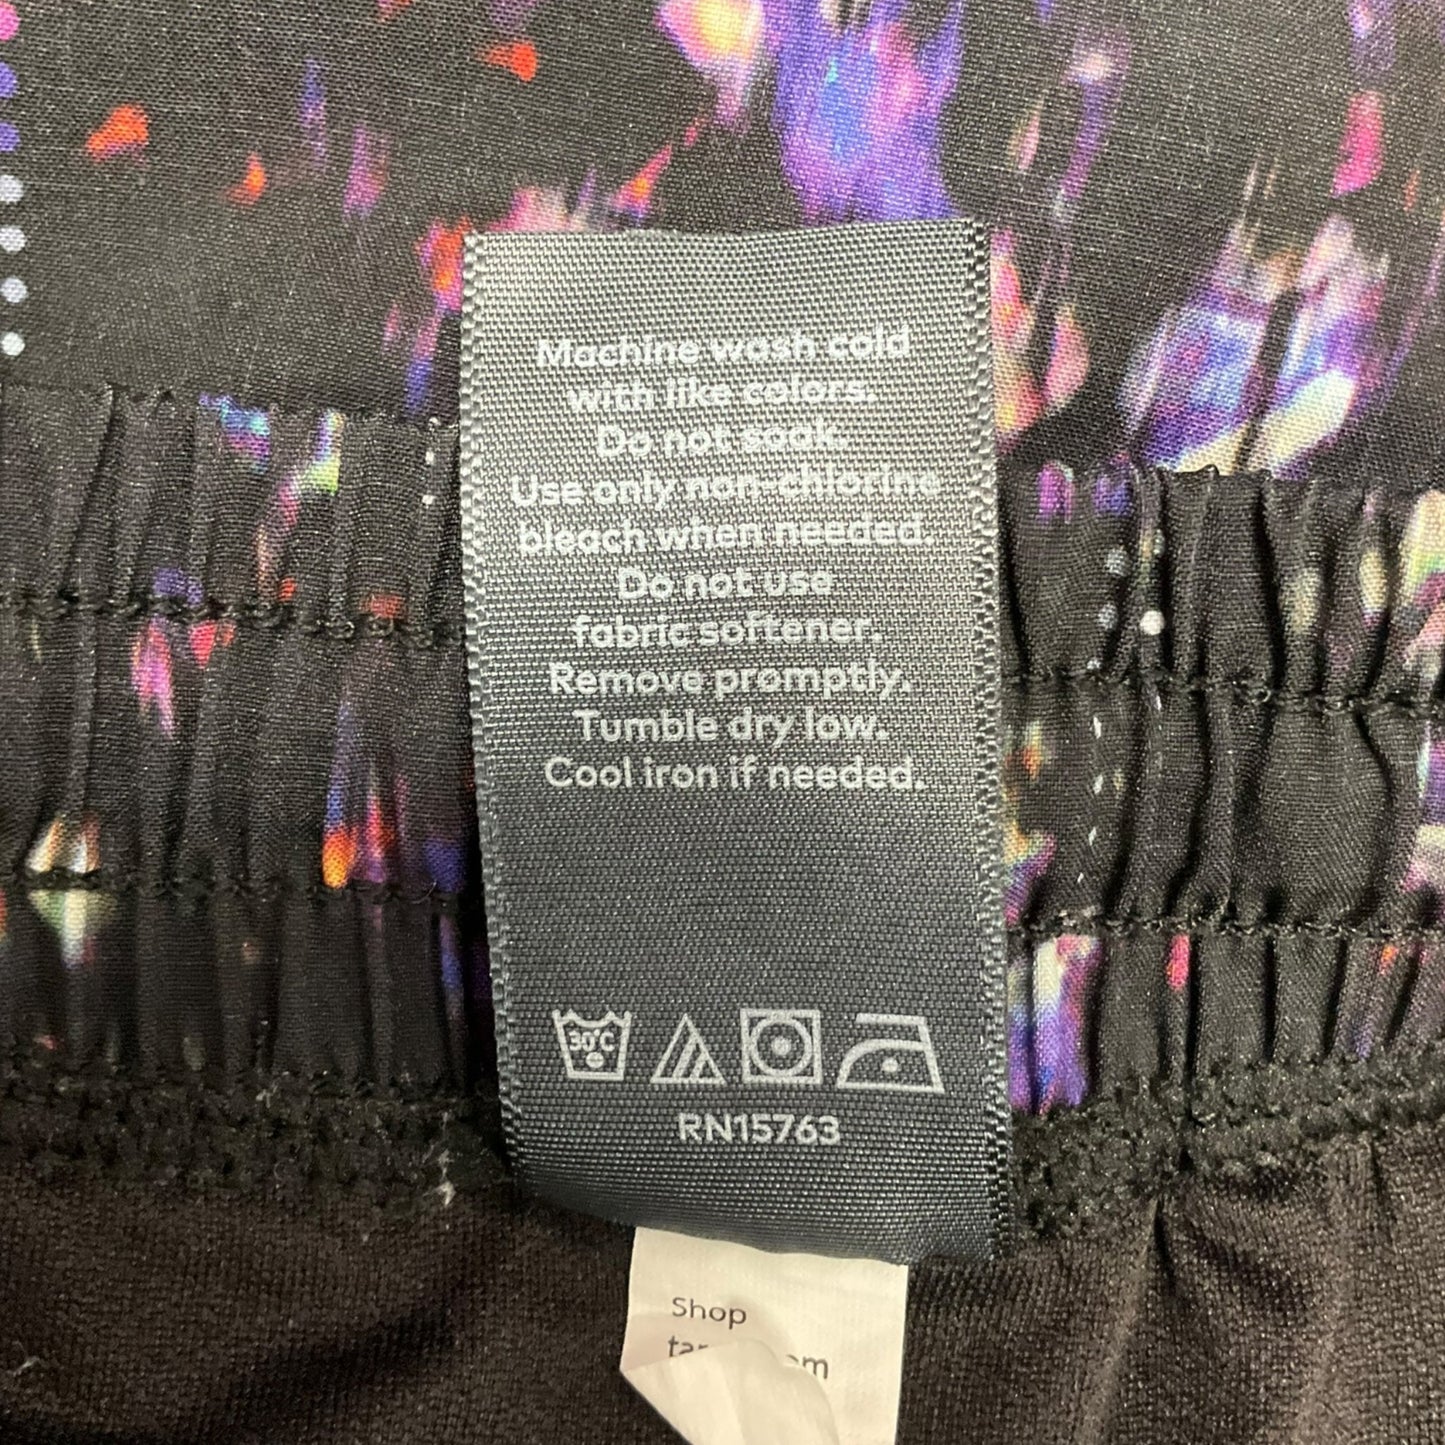 Machine wash cold
with like colors.
Do not soak.
Use only non-chlorine
bleach when needed.
Do not use
fabric softener.
Remove promptly.
Tumble dry low.
Cool iron if needed.
30°C
RN15763
Shop